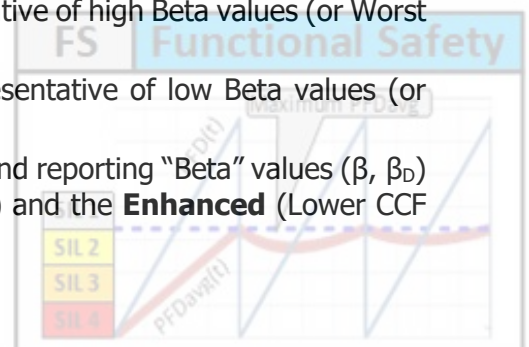 tive of high Beta values (or Worst
FS Functional Safety
esentative of low Beta values (or
Maximum PFDavg
nd reporting “Beta” values (β, βD)
) and the Enhanced (Lower CCF
PFD(t)
SIL 2
SIL 3
SIL 4
PFDavg(t)